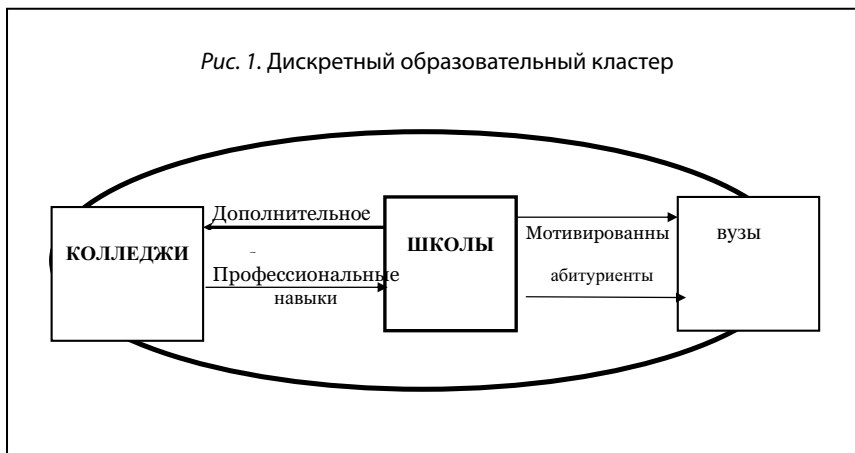 Рис. 1. Дискретный образовательный кластер
КОЛЛЕДЖИ
Дополнительное
Профессиональные
навыки
ШКОЛЫ
Мотивированны
абитуриенты
вузы